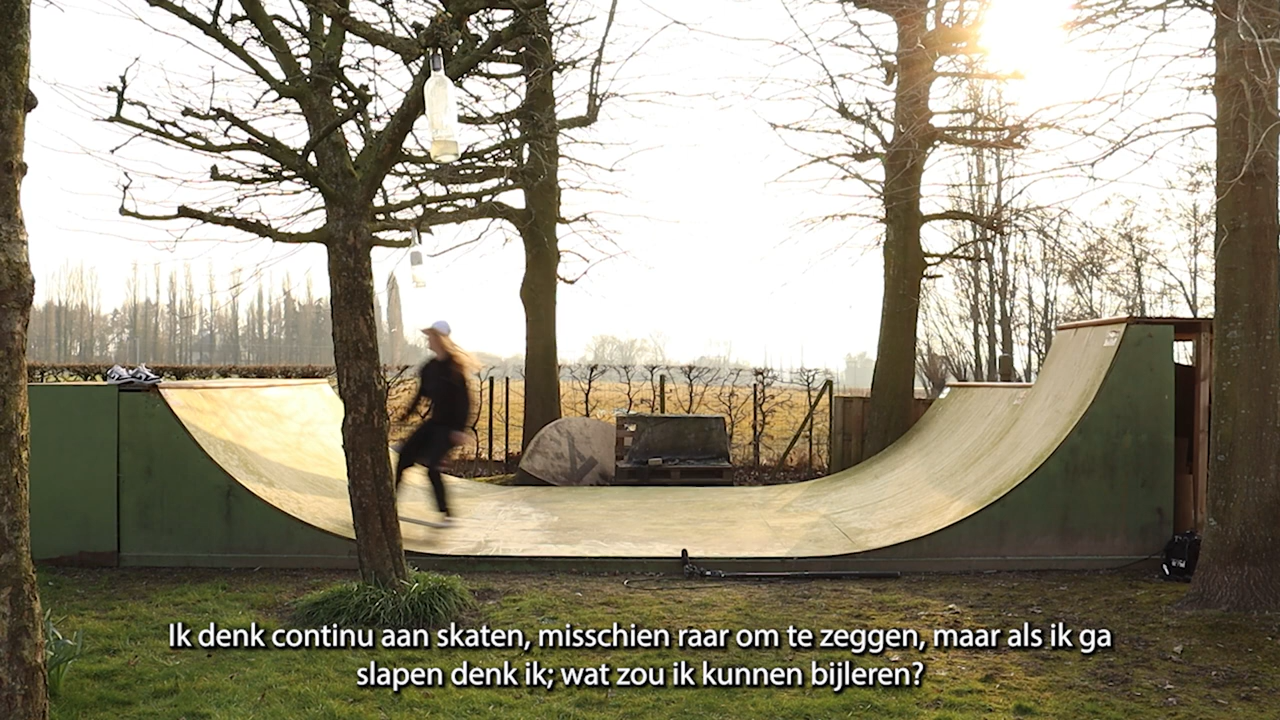 Ik denk continu aan skaten, misschien raar om te zeggen, maar als ik ga
slapen denk ik; wat zou ik kunnen bijleren?